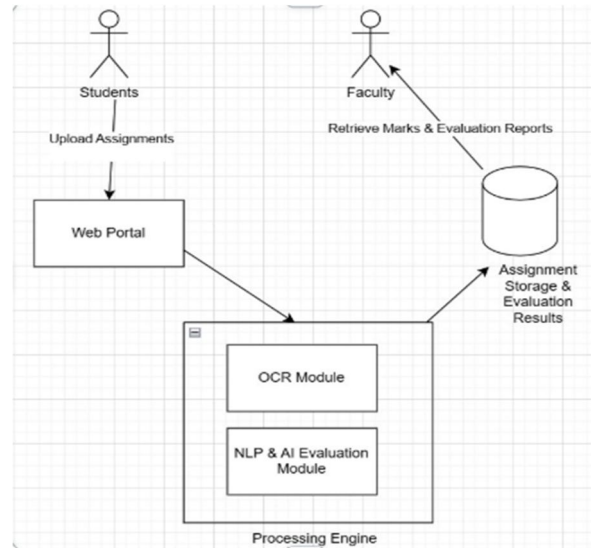 Students
Faculty
Upload Assignments
Retrieve Marks & Evaluation Reports
Web Portal
Assignment
Storage &
Evaluation
Results
OCR Module
NLP & AI Evaluation
Module
Processing Engine